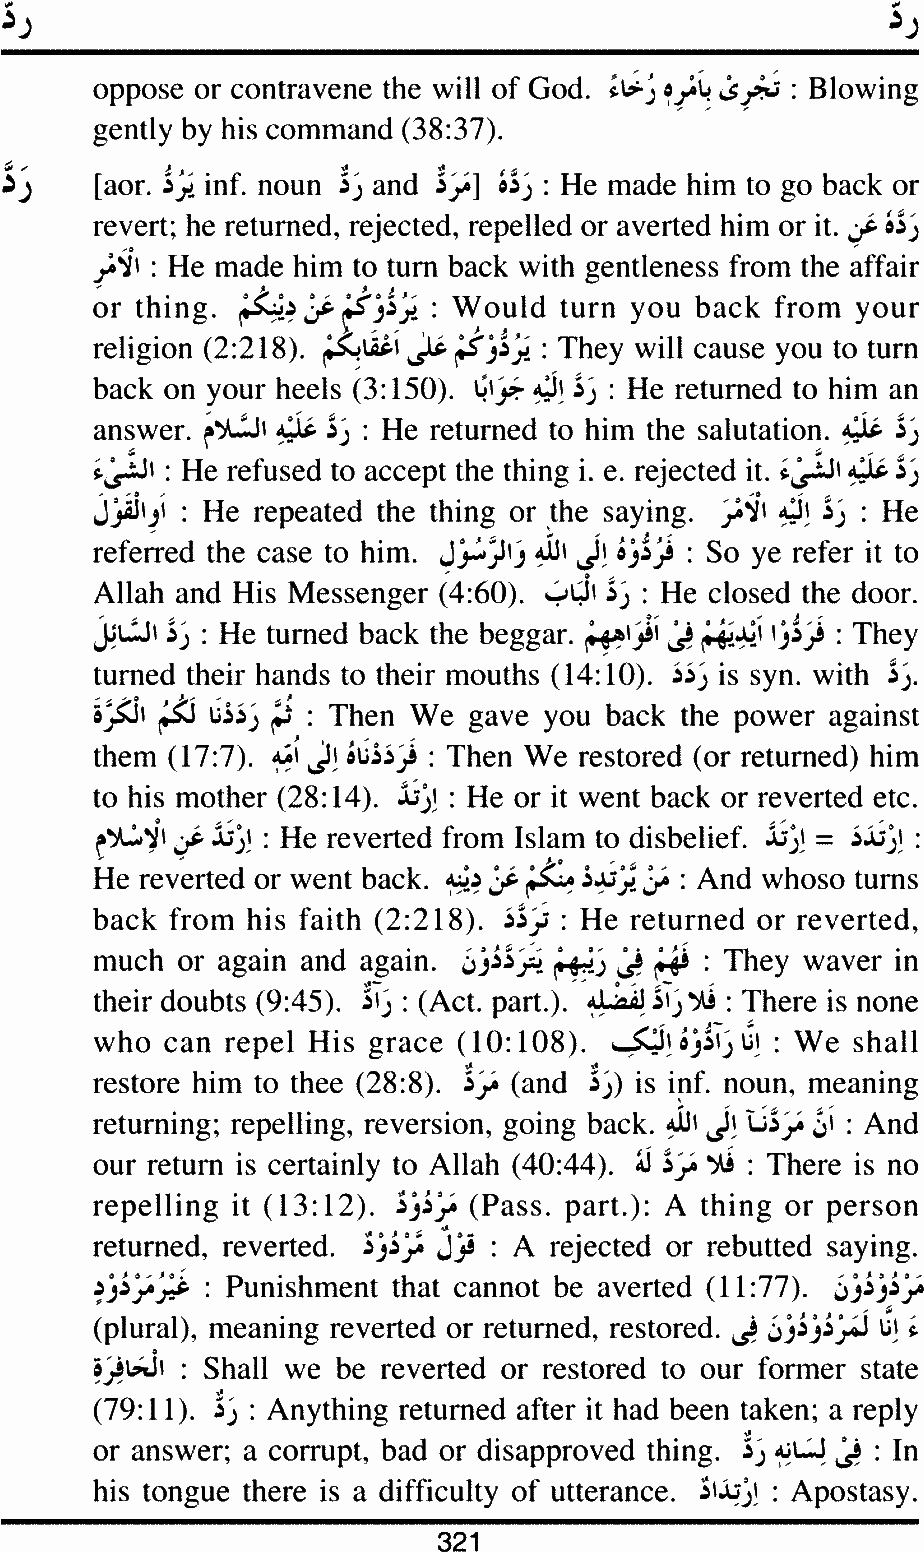 ردّ ردّ
oppose or contravene the will of God. تَجْرِیْ بِاَمْرِهٖ رُخَاءً : Blowing
gently by his command (38:37).
رَدَّ [aor. یَرُدُّ inf. noun رَدٌّ and مَرَدٌّ] رَدَّهٗ : He made him to go back or
revert; he returned, rejected, repelled or averted him or it. رَدَّهٗ عَنِ
الْاَمْرِ : He made him to turn back with gentleness from the affair
or thing. یَرُدُّوْکُمْ عَنْ دِیْنِکُمْ : Would turn you back from your
religion (2:218). یَرُدُّوْکُمْ عَلٰی اَعْقَابِکُمْ : They will cause you to turn
back on your heels (3:150). رَدَّ اِلَیْهِ جَوَابًا : He returned to him an
answer. رَدَّ عَلَیْهِ السَّلَامَ : He returned to him the salutation. رَدَّ عَلَیْهِ
الشَّیْءَ : He refused to accept the thing i. e. rejected it. رَدَّ عَلَیْهِ الشَّیْءَ
اَوِالْقَوْلَ : He repeated the thing or the saying. رَدَّ اِلَیْهِ الْاَمْرَ : He
referred the case to him. فَرُدُّوْهُ اِلَی اللّٰهِ وَالرَّسُوْلِ : So ye refer it to
Allah and His Messenger (4:60). رَدَّ الْبَابَ : He closed the door.
رَدَّ السَّائِلَ : He turned back the beggar. فَرَدُّوْا اَیْدِیَهُمْ فِیْ اَفْوَاهِهِمْ : They
turned their hands to their mouths (14:10). رَدَدَ is syn. with رَدَّ.
ثُمَّ رَدَدْنَا لَکُمُ الْکَرَّةَ : Then We gave you back the power against
them (17:7). فَرَدَدْنَاهُ اِلٰی اُمِّهٖ : Then We restored (or returned) him
to his mother (28:14). اِرْتَدَّ : He or it went back or reverted etc.
اِرْتَدَّ عَنِ الْاِسْلَامِ : He reverted from Islam to disbelief. اِرْتَدَّ = اِرْتَدَدَ :
He reverted or went back. مَنْ یَّرْتَدِدْ مِنْکُمْ عَنْ دِیْنِهٖ : And whoso turns
back from his faith (2:218). تَرَدَّدَ : He returned or reverted,
much or again and again. فَهُمْ فِیْ رَیْبِهِمْ یَتَرَدَّدُوْنَ : They waver in
their doubts (9:45). رَآدٌّ : (Act. part.). فَلَا رَآدَّ لِفَضْلِهٖ : There is none
who can repel His grace (10:108). اِنَّا رَآدُّوْهُ اِلَیْکِ : We shall
restore him to thee (28:8). مَرَدٌّ (and رَدٌّ) is inf. noun, meaning
returning; repelling, reversion, going back. اَنَّ مَرَدَّنَآ اِلَی اللّٰهِ : And
our return is certainly to Allah (40:44). فَلَا مَرَدَّ لَهٗ : There is no
repelling it (13:12). مَرْدُوْدٌ (Pass. part.): A thing or person
returned, reverted. قَوْلٌ مَرْدُوْدٌ : A rejected or rebutted saying.
غَیْرُمَرْدُوْدٍ : Punishment that cannot be averted (11:77). مَرْدُوْدُوْنَ
(plural), meaning reverted or returned, restored. ءَ اِنَّا لَمَرْدُوْدُوْنَ فِی
الْحَافِرَةِ : Shall we be reverted or restored to our former state
(79:11). رَدٌّ : Anything returned after it had been taken; a reply
or answer; a corrupt, bad or disapproved thing. فِیْ لِسَانِهٖ رَدٌّ : In
his tongue there is a difficulty of utterance. اِرْتِدَادٌ : Apostasy.
321